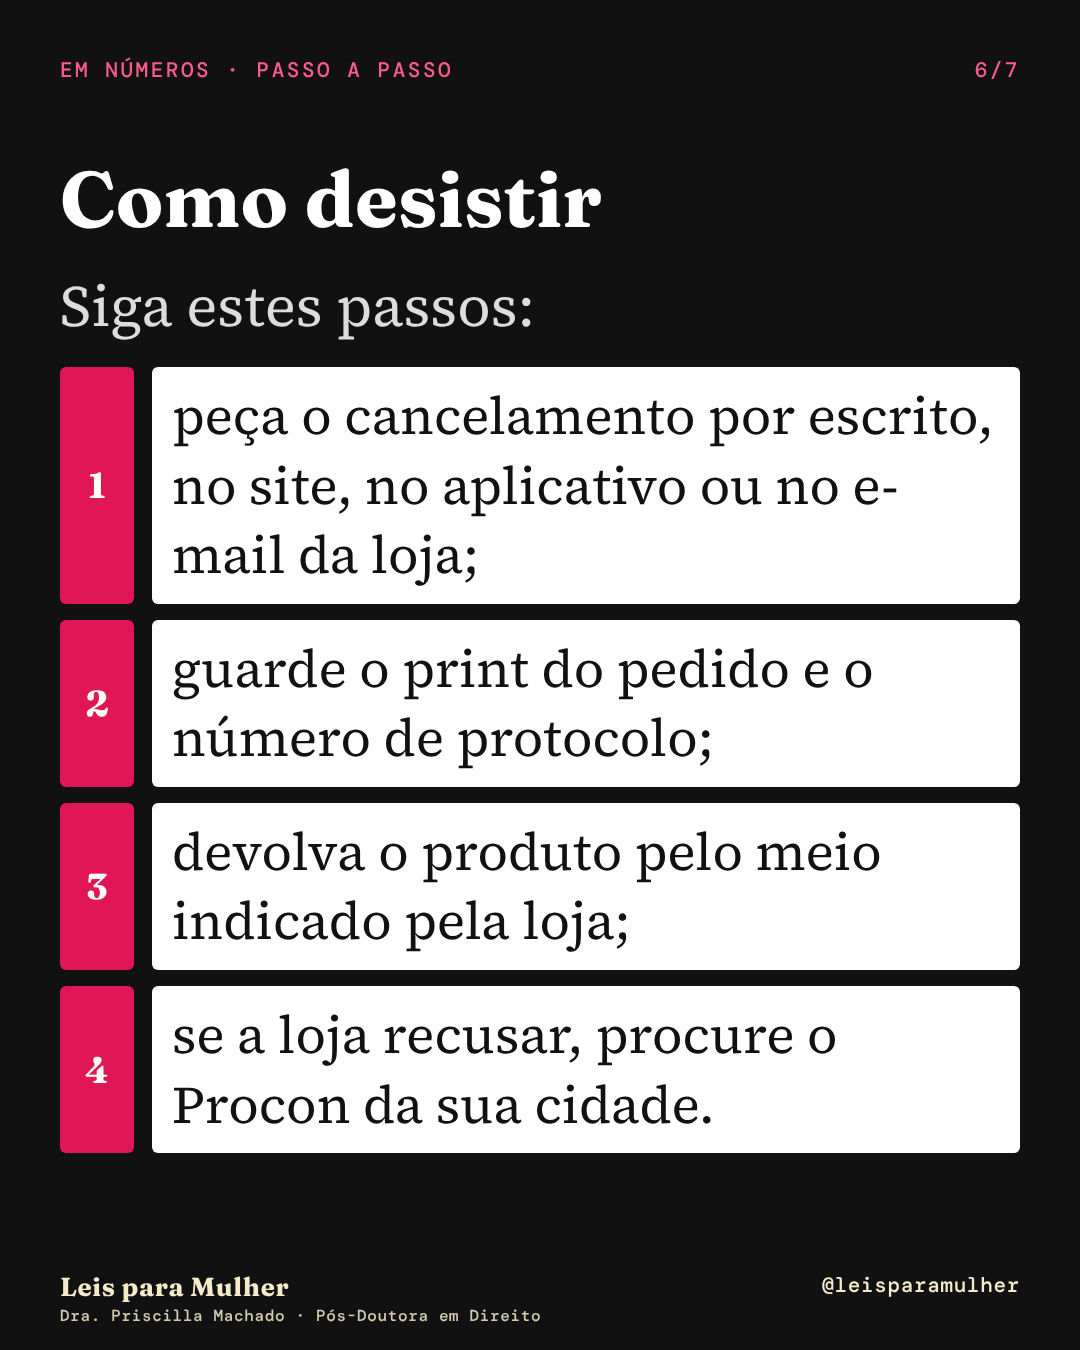 EM NÚMEROS · PASSO A PASSO
6/7
Como desistir
Siga estes passos:
1
peça o cancelamento por escrito,
no site, no aplicativo ou no e-
mail da loja;
2
guarde o print do pedido e o
número de protocolo;
3
devolva o produto pelo meio
indicado pela loja;
4
se a loja recusar, procure o
Procon da sua cidade.
Leis para Mulher
@leisparamulher
Dra. Priscilla Machado · Pós-Doutora em Direito